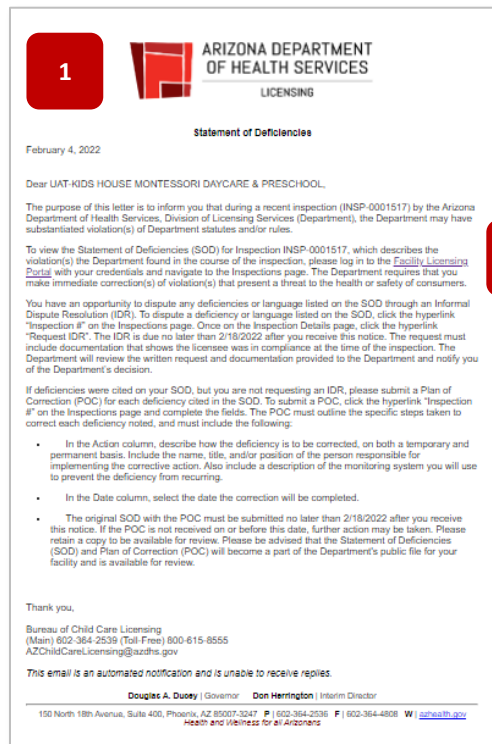 1
ARIZONA DEPARTMENT
OF HEALTH SERVICES
LICENSING
Statement of Deficiencies
February 4, 2022
Dear UAT-KIDS HOUSE MONTESSORI DAYCARE & PRESCHOOL,
The purpose of this letter is to inform you that during a recent inspection (INSP-0001517) by the Arizona
Department of Health Services, Division of Licensing Services (Department), the Department may have
substantiated violation(s) of Department statutes and/or rules.
To view the Statement of Deficiencies (SOD) for Inspection INSP-0001517, which describes the
violation(s) the Department found in the course of the inspection, please log in to the Facility Licensing
Portal with your credentials and navigate to the Inspections page. The Department requires that you
make immediate correction(s) of violation(s) that present a threat to the health or safety of consumers.
You have an opportunity to dispute any deficiencies or language listed on the SOD through an Informal
Dispute Resolution (IDR). To dispute a deficiency or language listed on the SOD, click the hyperlink
"Inspection #" on the Inspections page. Once on the Inspection Details page, click the hyperlink
"Request IDR". The IDR is due no later than 2/18/2022 after you receive this notice. The request must
include documentation that shows the licensee was in compliance at the time of the inspection. The
Department will review the written request and documentation provided to the Department and notify you
of the Department's decision.
If deficiencies were cited on your SOD, but you are not requesting an IDR, please submit a Plan of
Correction (POC) for each deficiency cited in the SOD. To submit a POC, click the hyperlink "Inspection
#" on the Inspections page and complete the fields. The POC must outline the specific steps taken to
correct each deficiency noted, and must include the following:
• In the Action column, describe how the deficiency is to be corrected, on both a temporary and
permanent basis. Include the name, title, and/or position of the person responsible for
implementing the corrective action. Also include a description of the monitoring system you will use
to prevent the deficiency from recurring.
• In the Date column, select the date the correction will be completed.
• The original SOD with the POC must be submitted no later than 2/18/2022 after you receive
this notice. If the POC is not received on or before this date, further action may be taken. Please
retain a copy to be available for review. Please be advised that the Statement of Deficiencies
(SOD) and Plan of Correction (POC) will become a part of the Department's public file for your
facility and is available for review.
Thank you,
Bureau of Child Care Licensing
(Main) 602-364-2539 (Toll-Free) 800-615-8555
AZChildCareLicensing@azdhs.gov
This email is an automated notification and is unable to receive replies.
Douglas A. Ducey | Governor Don Herrington | Interim Director
150 North 18th Avenue, Suite 400, Phoenix, AZ 85007-3247 P | 602-364-2536 F | 602-364-4808 W | azhealth.gov
Health and Wellness for all Arizonans